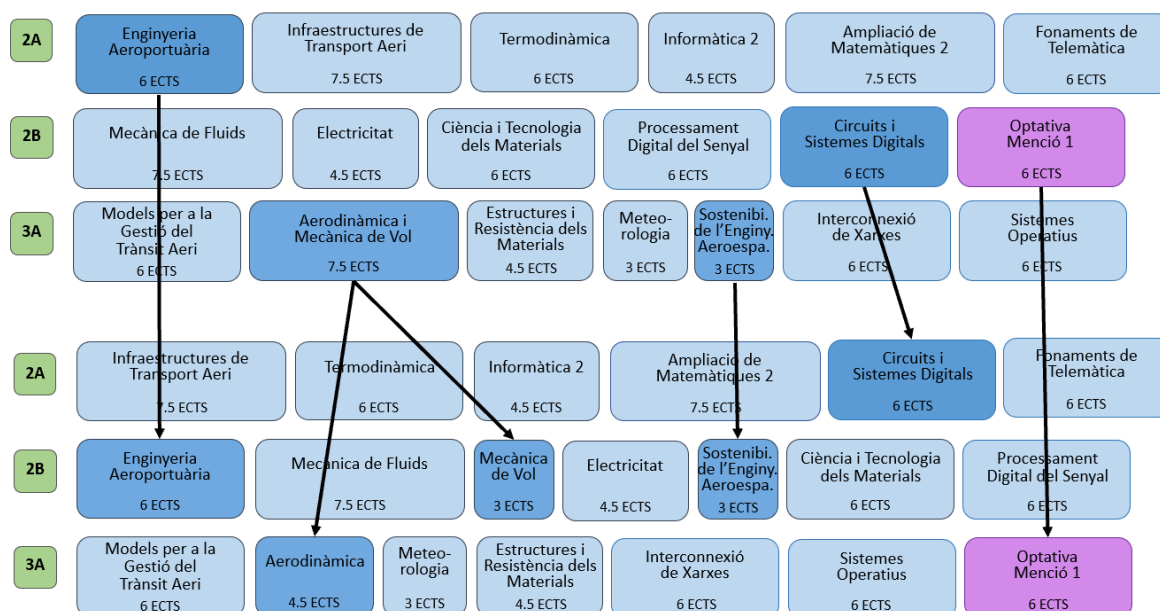 2A
Enginyeria
Aeroportuària
6 ECTS
Infraestructures de
Transport Aeri
7.5 ECTS
Termodinàmica
6 ECTS
Informàtica 2
4.5 ECTS
Ampliació de
Matemàtiques 2
7.5 ECTS
Fonaments de
Telemàtica
6 ECTS
2B
Mecànica de Fluids
7.5 ECTS
Electricitat
4.5 ECTS
Ciència i Tecnologia
dels Materials
6 ECTS
Processament
Digital del Senyal
6 ECTS
Circuits i
Sistemes Digitals
6 ECTS
Optativa
Menció 1
6 ECTS
3A
Models per a la
Gestió del
Trànsit Aeri
6 ECTS
Aerodinàmica i
Mecànica de Vol
7.5 ECTS
Estructures i
Resistència dels
Materials
4.5 ECTS
Meteo-
rologia
3 ECTS
Sostenibi.
de l'Enginy.
Aeroespa.
3 ECTS
Interconnexió
de Xarxes
6 ECTS
Sistemes
Operatius
6 ECTS
2A
Infraestructures de
Transport Aeri
7.5 ECTS
Termodinàmica
6 ECTS
Informàtica 2
4.5 ECTS
Ampliació de
Matemàtiques 2
7.5 ECTS
Circuits i
Sistemes Digitals
6 ECTS
Fonaments de
Telemàtica
6 ECTS
2B
Enginyeria
Aeroportuària
6 ECTS
Mecànica de Fluids
7.5 ECTS
Mecànica
de Vol
3 ECTS
Electricitat
4.5 ECTS
Sostenibi.
de l'Enginy.
Aeroespa.
3 ECTS
Ciència i Tecnologia
dels Materials
6 ECTS
Processament
Digital del Senyal
6 ECTS
3A
Models per a la
Gestió del
Trànsit Aeri
6 ECTS
Aerodinàmica
4.5 ECTS
Meteo-
rologia
3 ECTS
Estructures i
Resistència dels
Materials
4.5 ECTS
Interconnexió
de Xarxes
6 ECTS
Sistemes
Operatius
6 ECTS
Optativa
Menció 1
6 ECTS